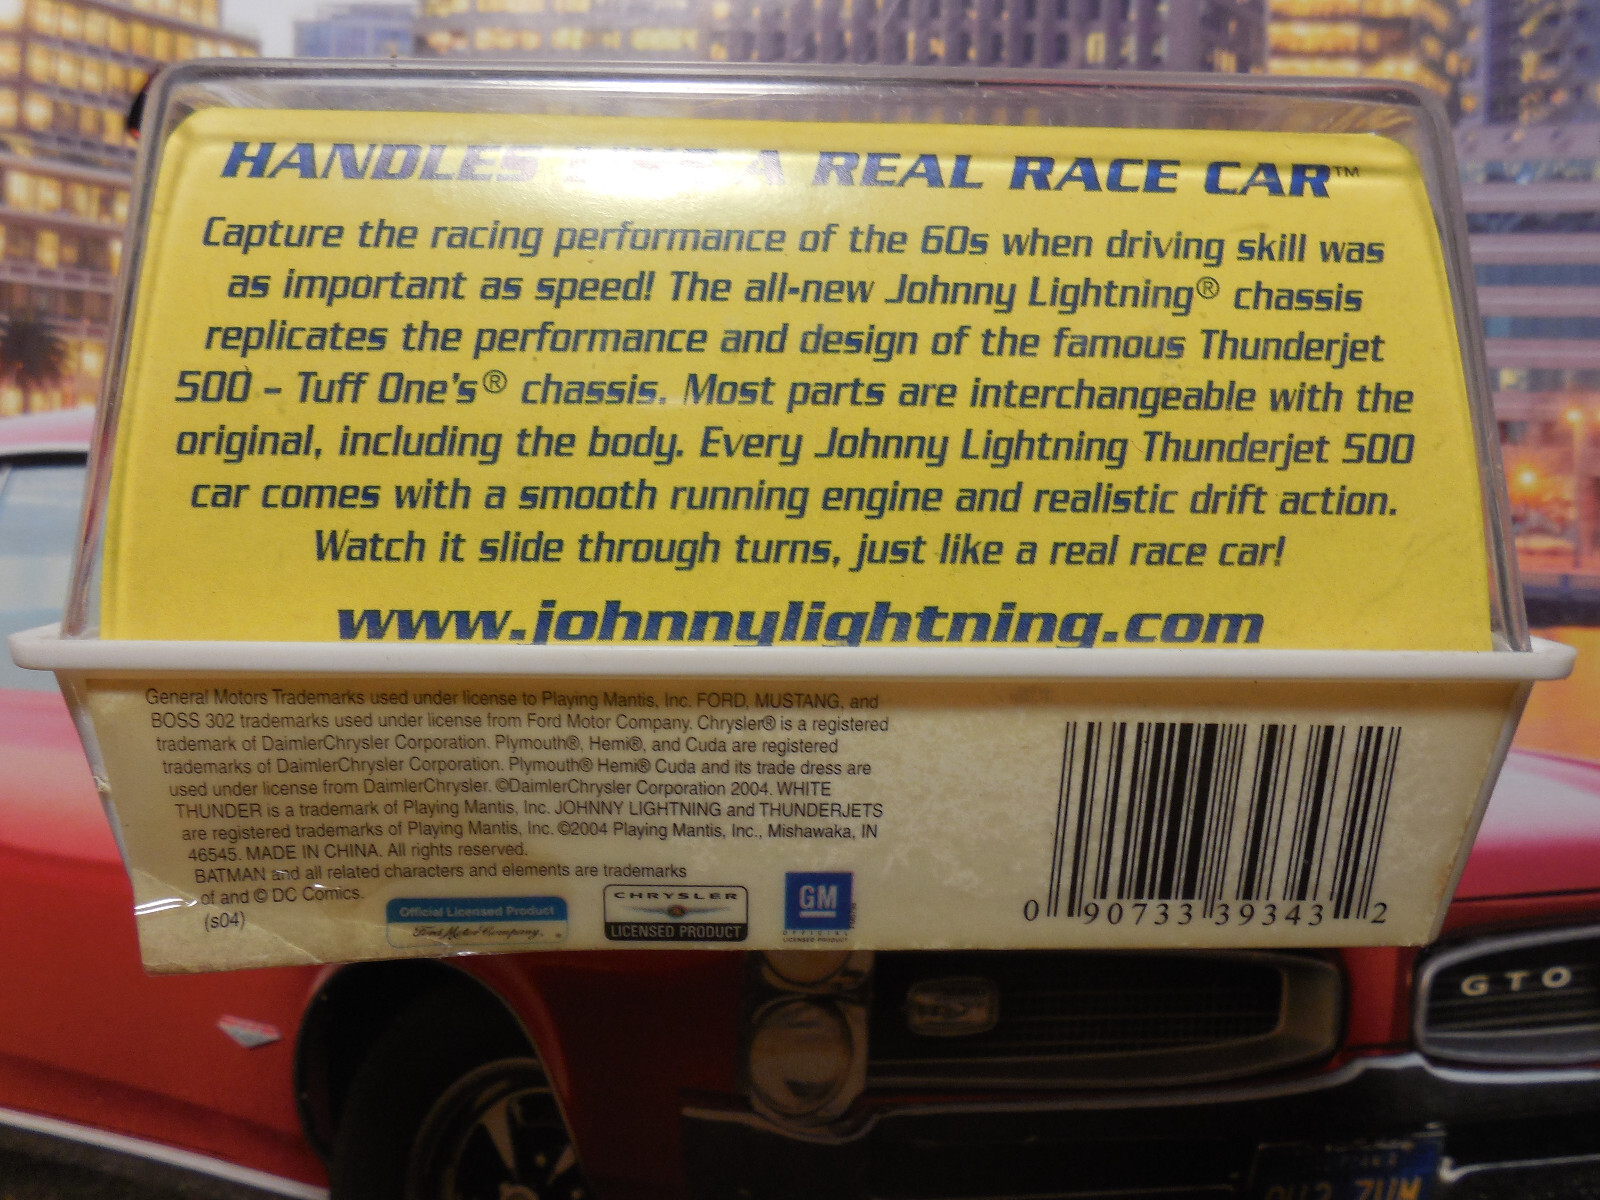 HANDLES LIKE A REAL RACE CAR™
Capture the racing performance of the 60s when driving skill was
as important as speed! The all-new Johnny Lightning® chassis
replicates the performance and design of the famous Thunderjet
500 - Tuff One's® chassis. Most parts are interchangeable with the
original, including the body. Every Johnny Lightning Thunderjet 500
car comes with a smooth running engine and realistic drift action.
Watch it slide through turns, just like a real race car!
www.johnnylightning.com
General Motors Trademarks used under license to Playing Mantis, Inc. FORD, MUSTANG, and
BOSS 302 trademarks used under license from Ford Motor Company. Chrysler® is a registered
trademark of DaimlerChrysler Corporation. Plymouth®, Hemi®, and Cuda are registered
trademarks of DaimlerChrysler Corporation. Plymouth® Hemi® Cuda and its trade dress are
used under license from DaimlerChrysler. ©DaimlerChrysler Corporation 2004. WHITE
THUNDER is a trademark of Playing Mantis, Inc. JOHNNY LIGHTNING and THUNDERJETS
are registered trademarks of Playing Mantis, Inc. ©2004 Playing Mantis, Inc., Mishawaka, IN
46545. MADE IN CHINA. All rights reserved.
BATMAN and all related characters and elements are trademarks
of and © DC Comics.
(s04)
Official Licensed Product
Ford Motor Company.
CHRYSLER
LICENSED PRODUCT
GM
OFFICIAL
LICENSED PRODUCT
0 90733 39343 2
GTO